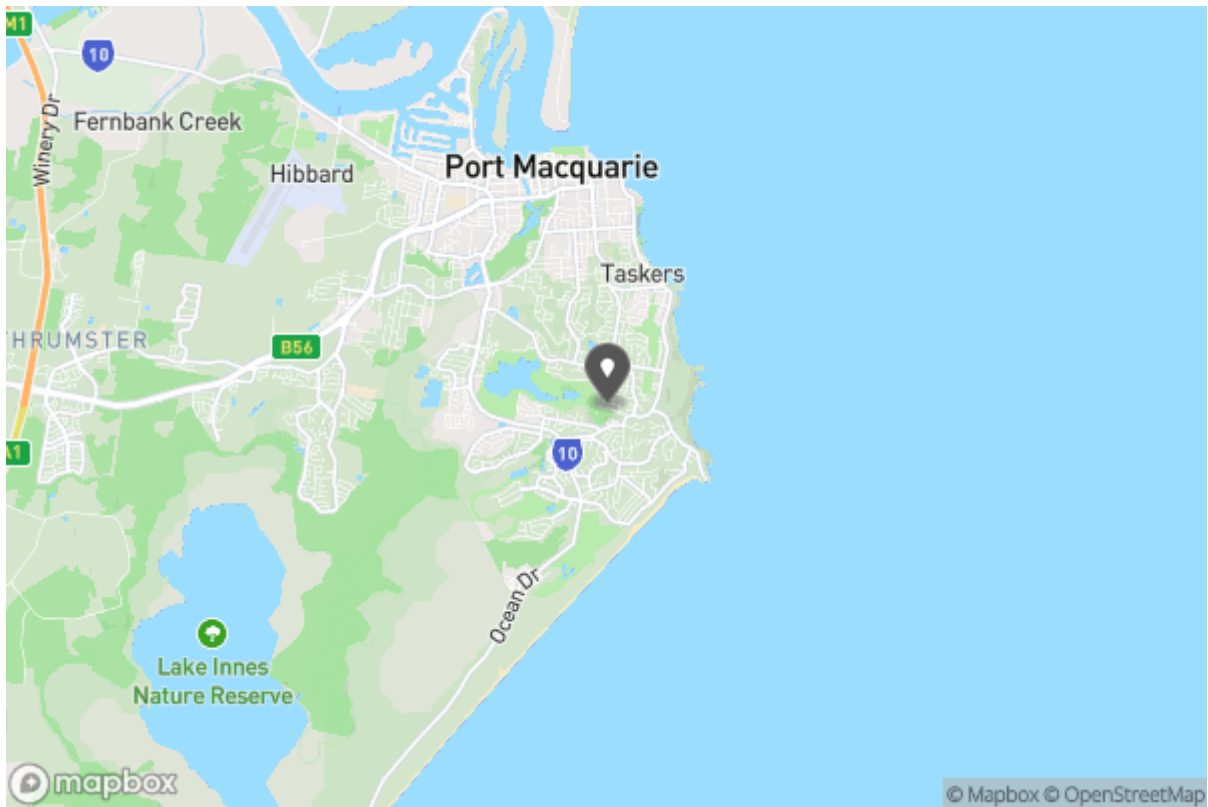 M1
10
Winery Dr
Fernbank Creek
Hibbard
Port Macquarie
Taskers
THRUMSTER
B56
10
A1
Ocean Dr
Lake Innes
Nature Reserve
mapbox
© Mapbox © OpenStreetMap